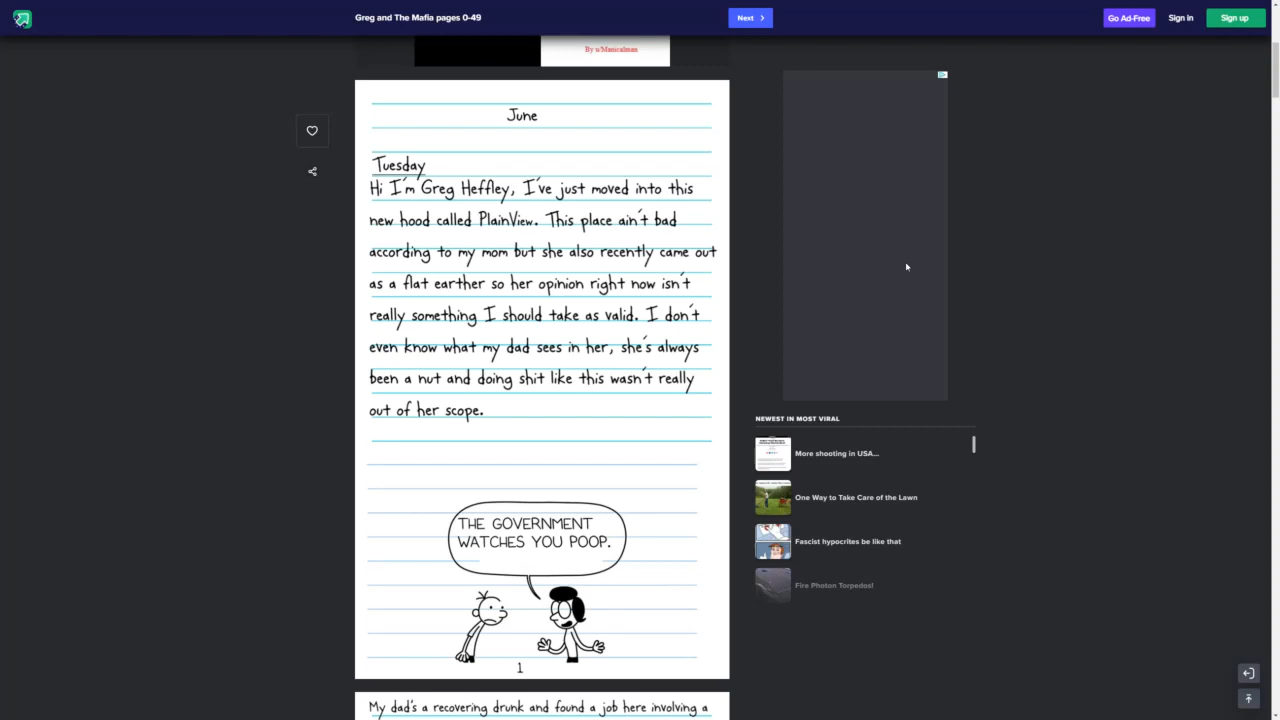 Greg and The Mafia pages 0-49
Next
Go Ad-Free
Sign in
Sign up
By u/Manicalman
June
Tuesday
Hi I'm Greg Heffley, I've just moved into this
new hood called PlainView. This place ain't bad
according to my mom but she also recently came out
as a flat earther so her opinion right now isn't
really something I should take as valid. I don't
even know what my dad sees in her, she's always
been a nut and doing shit like this wasn't really
out of her scope.
THE GOVERNMENT
WATCHES YOU POOP.
1
My dad's a recovering drunk and found a job here involving a
NEWEST IN MOST VIRAL
More shooting in USA...
One Way to Take Care of the Lawn
Fascist hypocrites be like that
Fire Photon Torpedos!